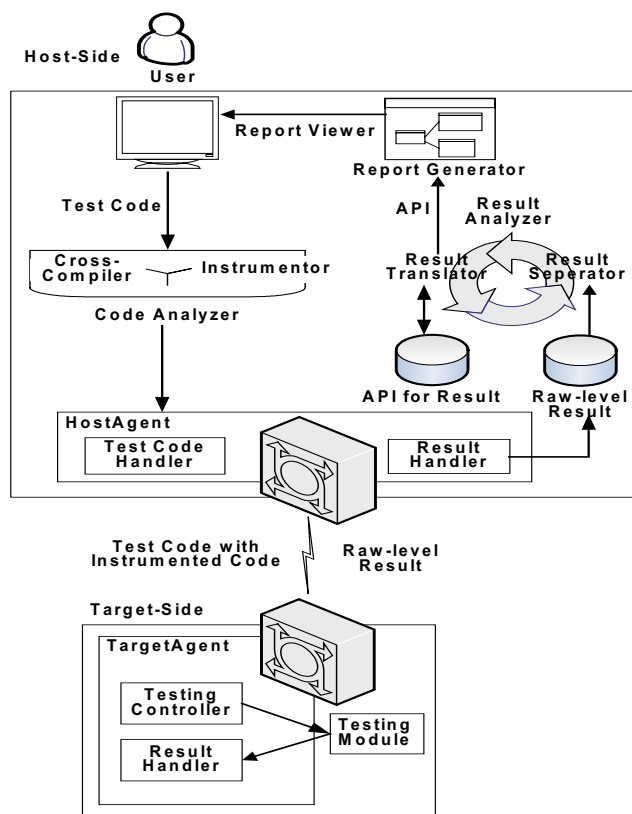 Host-Side
User
Report Viewer
Report Generator
Test Code
API
Result
Analyzer
Cross-
Compiler
Instrumentor
Result
Translator
Result
Seperator
Code Analyzer
API for Result
Raw-level
Result
HostAgent
Test Code
Handler
Result
Handler
Test Code with
Instrumented Code
Raw-level
Result
Target-Side
TargetAgent
Testing
Controller
Testing
Module
Result
Handler